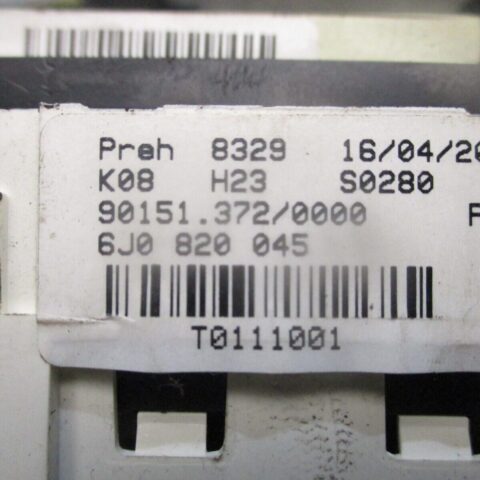 Preh 8329 16/04/20
K08 H23 S0280
90151.372/0000
6J0 820 045
T0111001